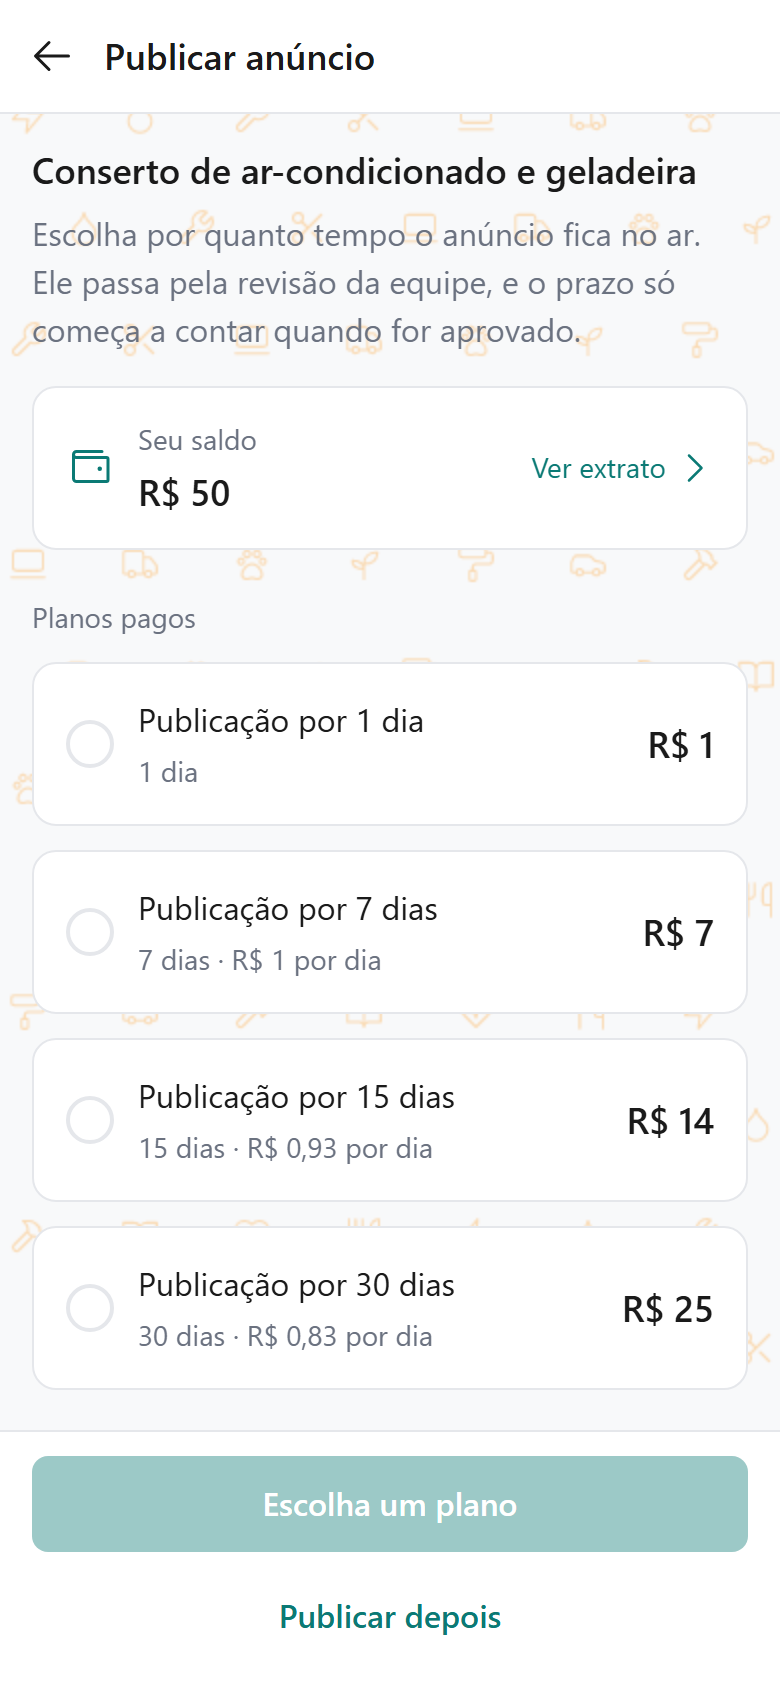 Publicar anúncio
Conserto de ar-condicionado e geladeira
Escolha por quanto tempo o anúncio fica no ar.
Ele passa pela revisão da equipe, e o prazo só
começa a contar quando for aprovado.
Seu saldo
R$ 50
Ver extrato
Planos pagos
Publicação por 1 dia
1 dia
R$ 1
Publicação por 7 dias
7 dias · R$ 1 por dia
R$ 7
Publicação por 15 dias
15 dias · R$ 0,93 por dia
R$ 14
Publicação por 30 dias
30 dias · R$ 0,83 por dia
R$ 25
Escolha um plano
Publicar depois